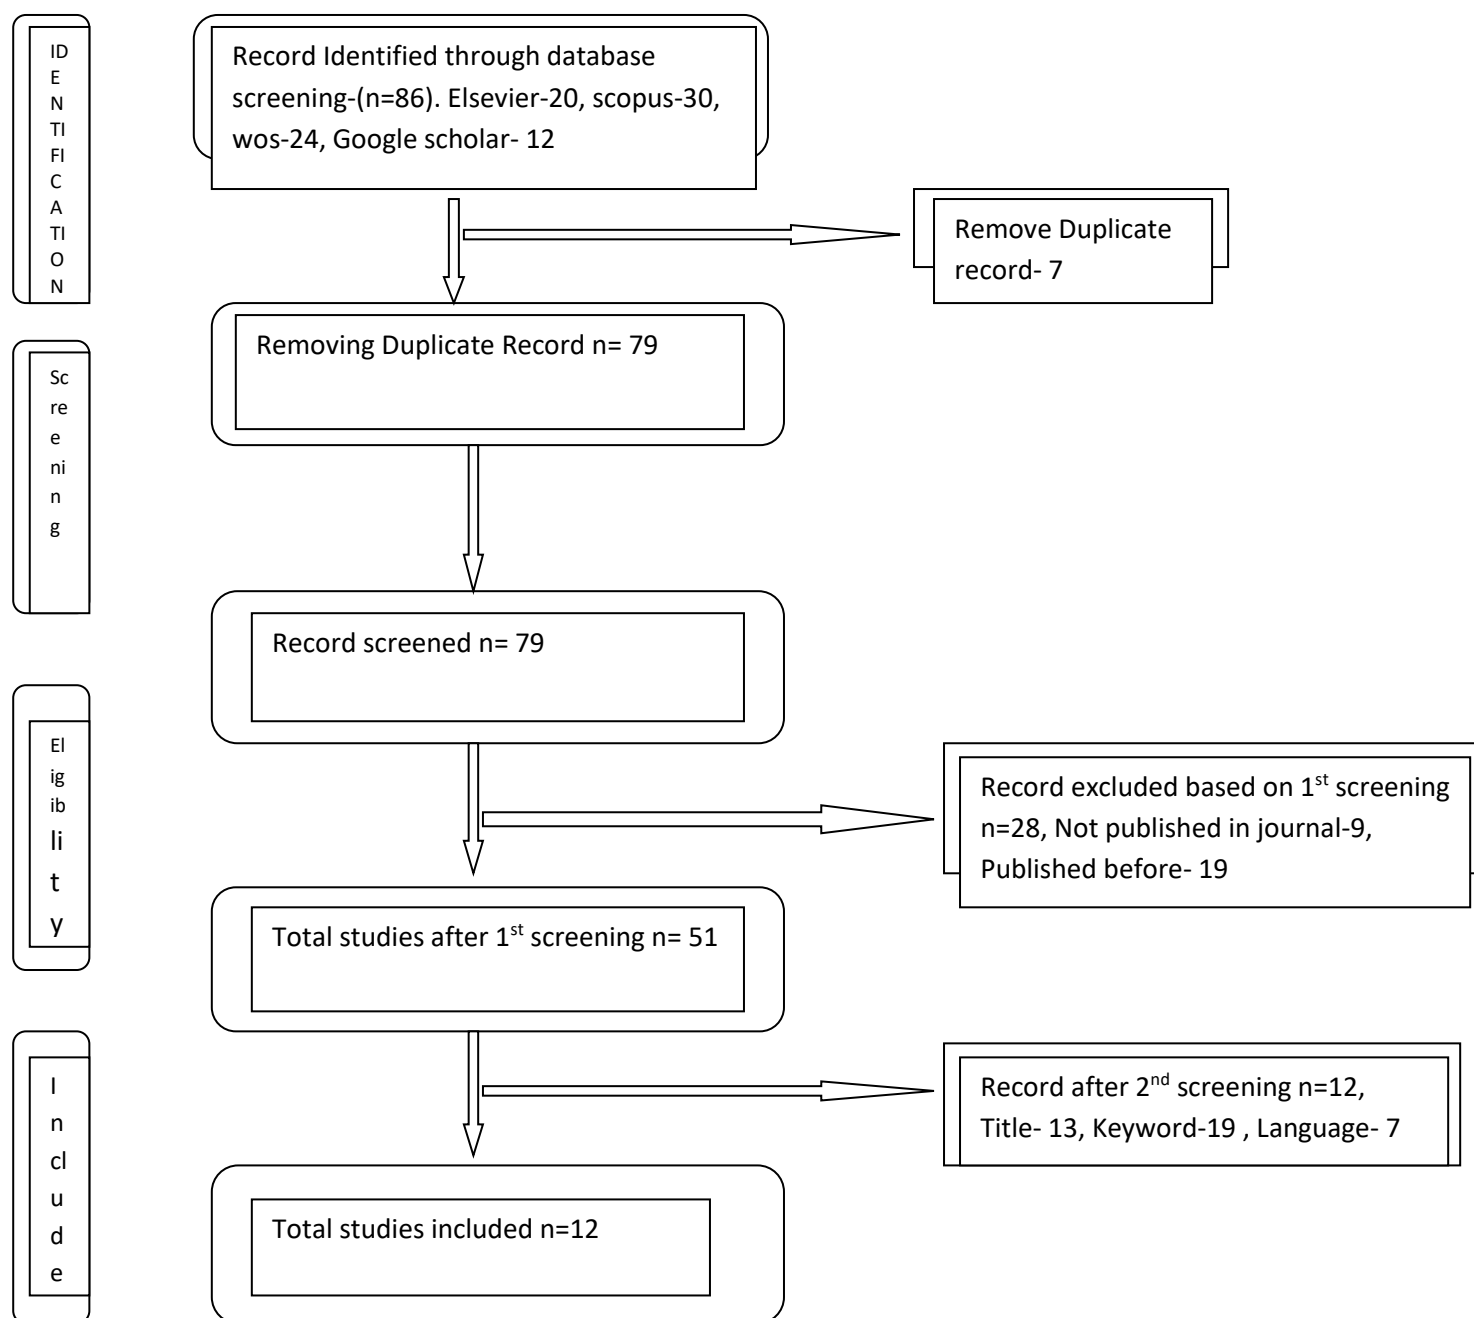 ID
E
N
TI
FI
C
A
TI
O
N
Record Identified through database
screening-(n=86). Elsevier-20, scopus-30,
wos-24, Google scholar- 12
Remove Duplicate
record- 7
Sc
re
e
ni
n
g
Removing Duplicate Record n= 79
Record screened n= 79
El
ig
ib
li
t
y
Record excluded based on 1st screening
n=28, Not published in journal-9,
Published before- 19
Total studies after 1st screening n= 51
I
n
cl
u
d
e
Record after 2nd screening n=12,
Title- 13, Keyword-19 , Language- 7
Total studies included n=12